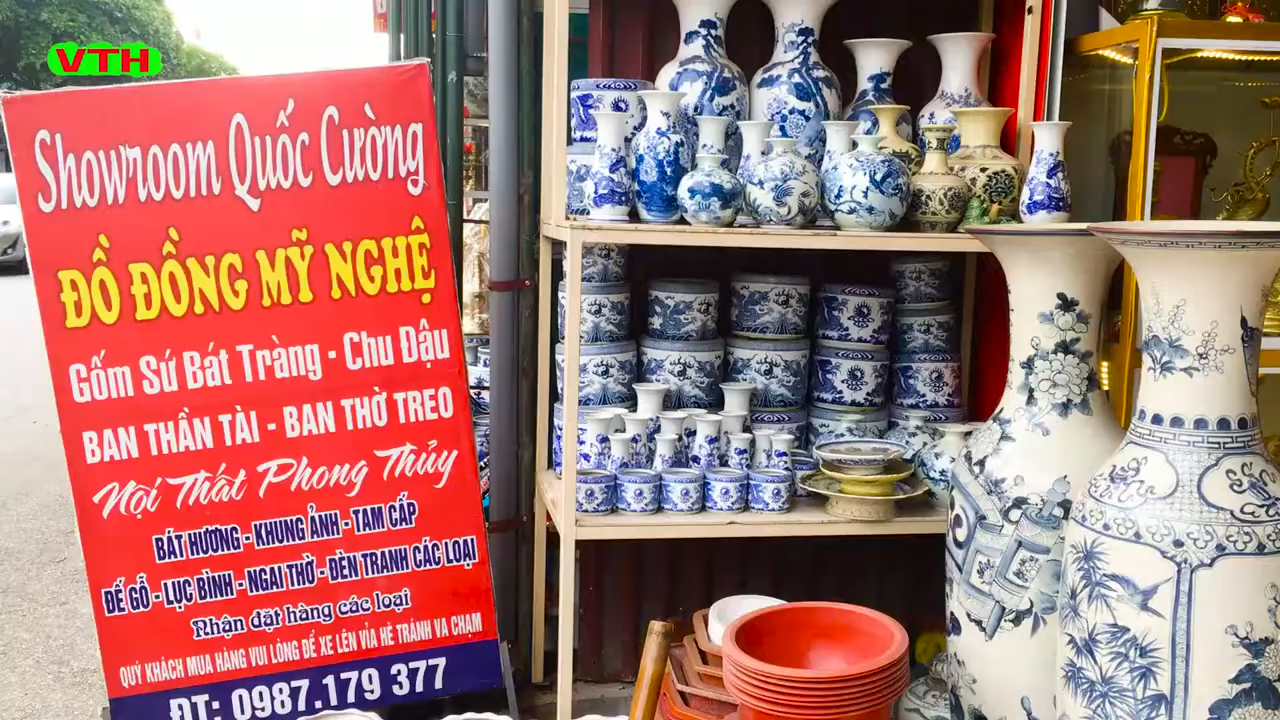 VTH
Showroom Quốc Cường
ĐỒ ĐỒNG MỸ NGHỆ
Gốm Sứ Bát Tràng - Chu Đậu
BAN THẦN TÀI - BAN THỜ TREO
Nội Thất Phong Thủy
BÁT HƯƠNG - KHUNG ẢNH - TAM CẤP
ĐẾ GỖ - LỤC BÌNH - NGAI THỜ - ĐÈN TRANH CÁC LOẠI
Nhận đặt hàng các loại
QUÝ KHÁCH MUA HÀNG VUI LÒNG ĐỂ XE LÊN VỈA HÈ TRÁNH VA CHẠM
ĐT: 0987.179 377